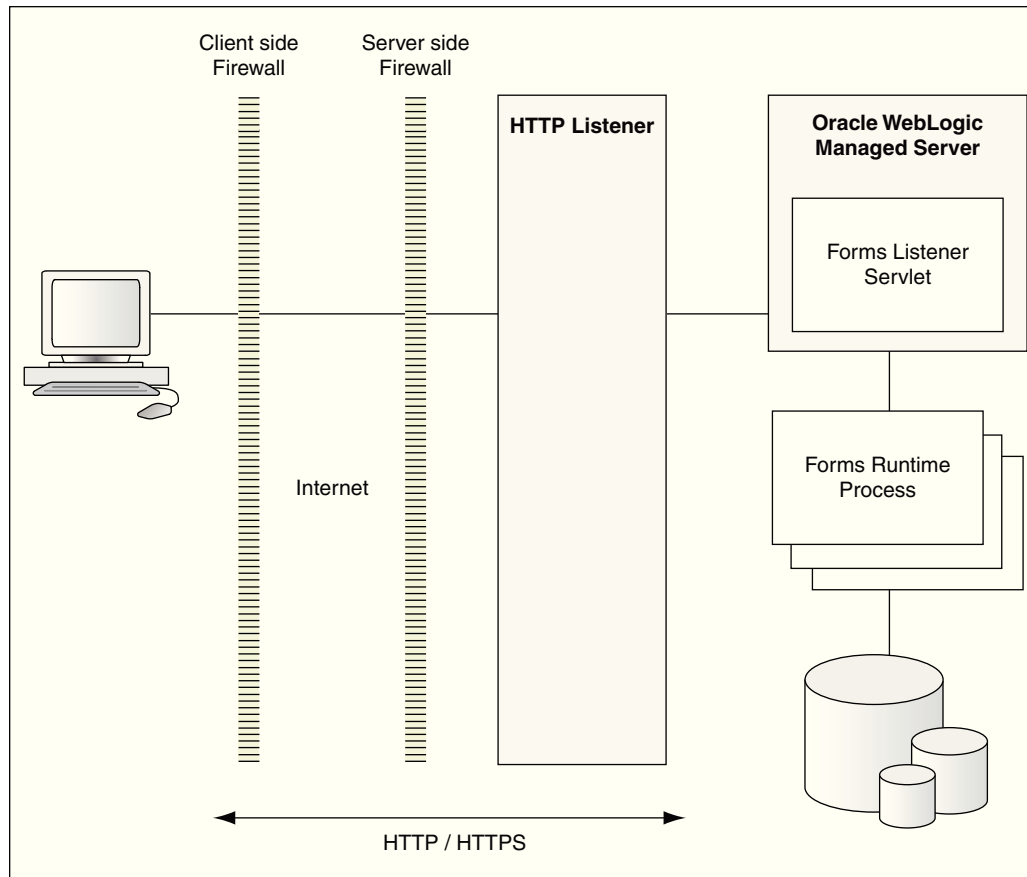 Client side
Firewall
Server side
Firewall
HTTP Listener
Oracle WebLogic
Managed Server
Forms Listener
Servlet
Internet
Forms Runtime
Process
HTTP / HTTPS